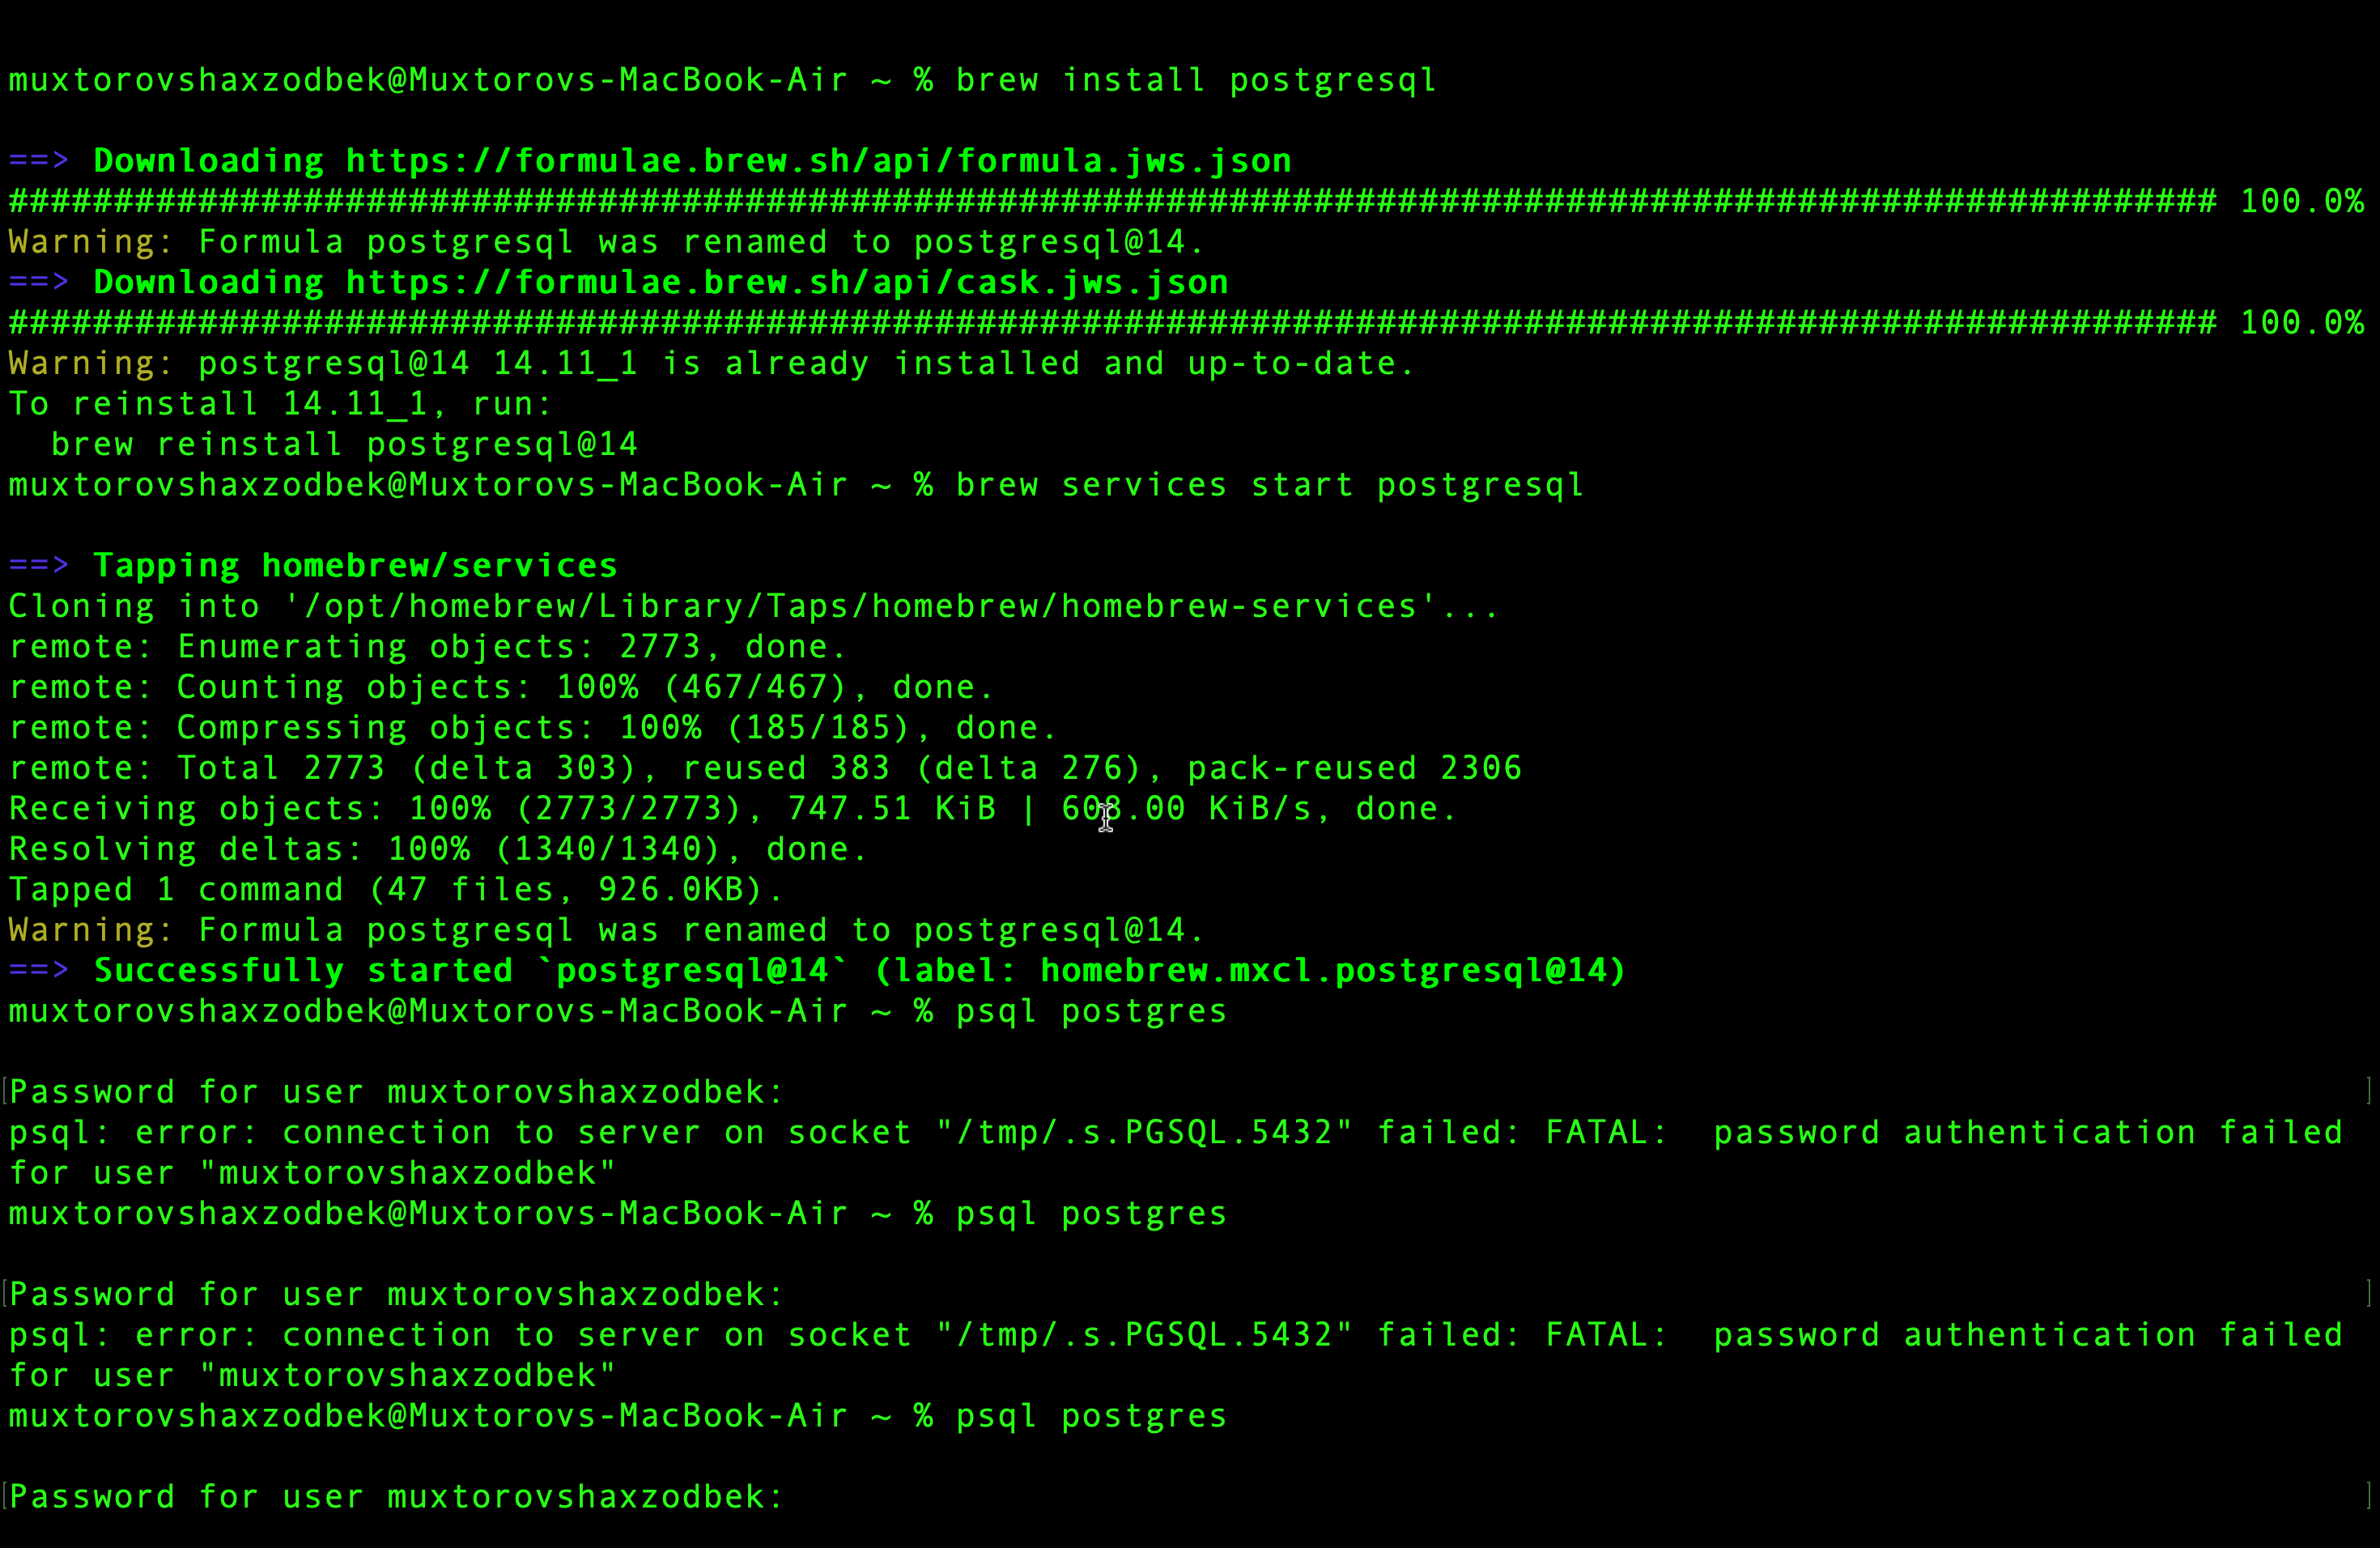 muxtorovshaxzodbek@Muxtorovs-MacBook-Air ~ % brew install postgresql
==> Downloading https://formulae.brew.sh/api/formula.jws.json
######################################################################################################### 100.0%
Warning: Formula postgresql was renamed to postgresql@14.
==> Downloading https://formulae.brew.sh/api/cask.jws.json
######################################################################################################### 100.0%
Warning: postgresql@14 14.11_1 is already installed and up-to-date.
To reinstall 14.11_1, run:
  brew reinstall postgresql@14
muxtorovshaxzodbek@Muxtorovs-MacBook-Air ~ % brew services start postgresql
==> Tapping homebrew/services
Cloning into '/opt/homebrew/Library/Taps/homebrew/homebrew-services'...
remote: Enumerating objects: 2773, done.
remote: Counting objects: 100% (467/467), done.
remote: Compressing objects: 100% (185/185), done.
remote: Total 2773 (delta 303), reused 383 (delta 276), pack-reused 2306
Receiving objects: 100% (2773/2773), 747.51 KiB | 608.00 KiB/s, done.
Resolving deltas: 100% (1340/1340), done.
Tapped 1 command (47 files, 926.0KB).
Warning: Formula postgresql was renamed to postgresql@14.
==> Successfully started `postgresql@14` (label: homebrew.mxcl.postgresql@14)
muxtorovshaxzodbek@Muxtorovs-MacBook-Air ~ % psql postgres
[Password for user muxtorovshaxzodbek: ]
psql: error: connection to server on socket "/tmp/.s.PGSQL.5432" failed: FATAL:  password authentication failed
for user "muxtorovshaxzodbek"
muxtorovshaxzodbek@Muxtorovs-MacBook-Air ~ % psql postgres
[Password for user muxtorovshaxzodbek: ]
psql: error: connection to server on socket "/tmp/.s.PGSQL.5432" failed: FATAL:  password authentication failed
for user "muxtorovshaxzodbek"
muxtorovshaxzodbek@Muxtorovs-MacBook-Air ~ % psql postgres
[Password for user muxtorovshaxzodbek: ]